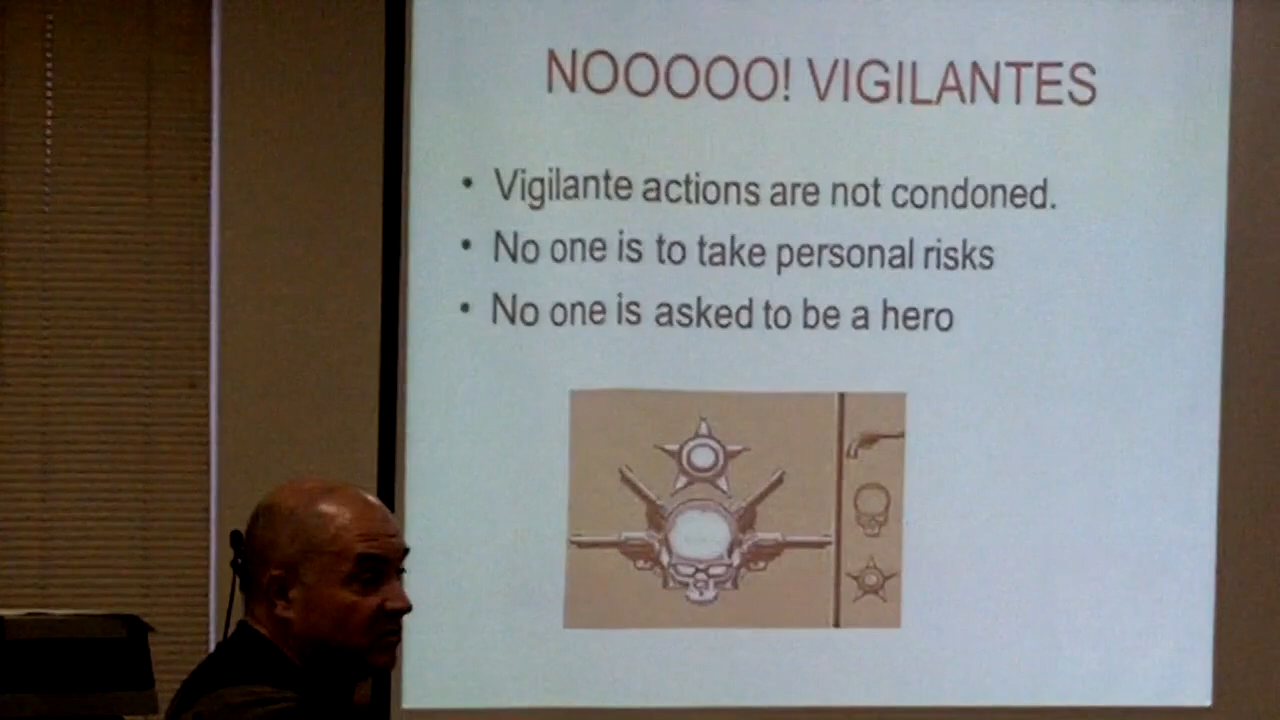 NOOOOO! VIGILANTES
• Vigilante actions are not condoned.
• No one is to take personal risks
• No one is asked to be a hero